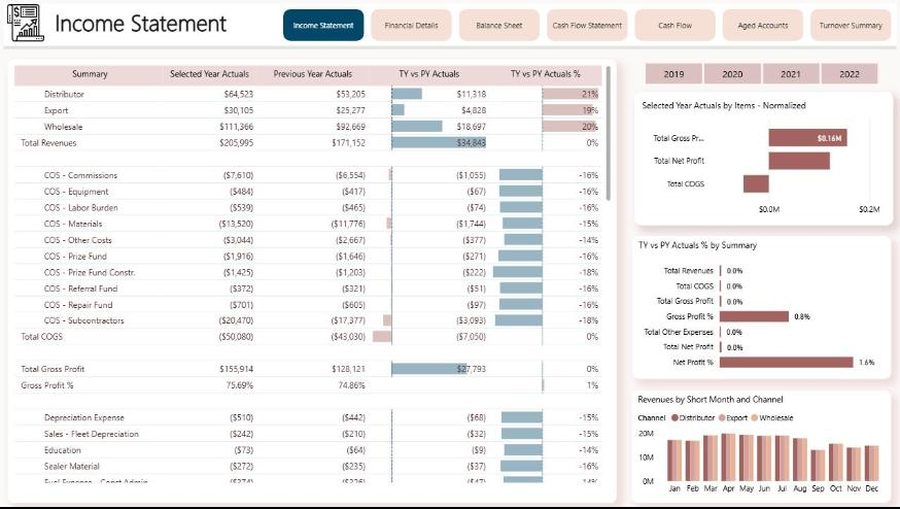 Income Statement
Income Statement Financial Details Balance Sheet Cash Flow Statement Cash Flow Aged Accounts Turnover Summary
Summary Selected Year Actuals Previous Year Actuals TY vs PY Actuals TY vs PY Actuals %
Distributor $64,523 $53,205 $11,318 21%
Export $30,105 $25,277 $4,828 19%
Wholesale $111,366 $92,669 $18,697 20%
Total Revenues $205,995 $171,152 $34,843 0%
COS - Commissions ($7,610) ($6,554) ($1,055) -16%
COS - Equipment ($484) ($417) ($67) -16%
COS - Labor Burden ($539) ($465) ($74) -16%
COS - Materials ($13,520) ($11,776) ($1,744) -15%
COS - Other Costs ($3,044) ($2,667) ($377) -14%
COS - Prize Fund ($1,916) ($1,646) ($271) -16%
COS - Prize Fund Constr. ($1,425) ($1,203) ($222) -18%
COS - Referral Fund ($372) ($321) ($51) -16%
COS - Repair Fund ($701) ($605) ($97) -16%
COS - Subcontractors ($20,470) ($17,377) ($3,093) -18%
Total COGS ($50,080) ($43,030) ($7,050) 0%
Total Gross Profit $155,914 $128,121 $27,793 0%
Gross Profit % 75.69% 74.86% 1%
Depreciation Expense ($510) ($442) ($68) -15%
Sales - Fleet Depreciation ($242) ($210) ($32) -15%
Education ($73) ($64) ($9) -14%
Sealer Material ($272) ($235) ($37) -16%
2019 2020 2021 2022
Selected Year Actuals by Items - Normalized
Total Gross Pr... $0.16M
Total Net Profit
Total COGS
$0.0M $0.2M
TY vs PY Actuals % by Summary
Total Revenues 0.0%
Total COGS 0.0%
Total Gross Profit 0.0%
Gross Profit % 0.8%
Total Other Expenses 0.0%
Total Net Profit 0.0%
Net Profit % 1.6%
Revenues by Short Month and Channel
Channel Distributor Export Wholesale
20M
10M
0M
Jan Feb Mar Apr May Jun Jul Aug Sep Oct Nov Dec